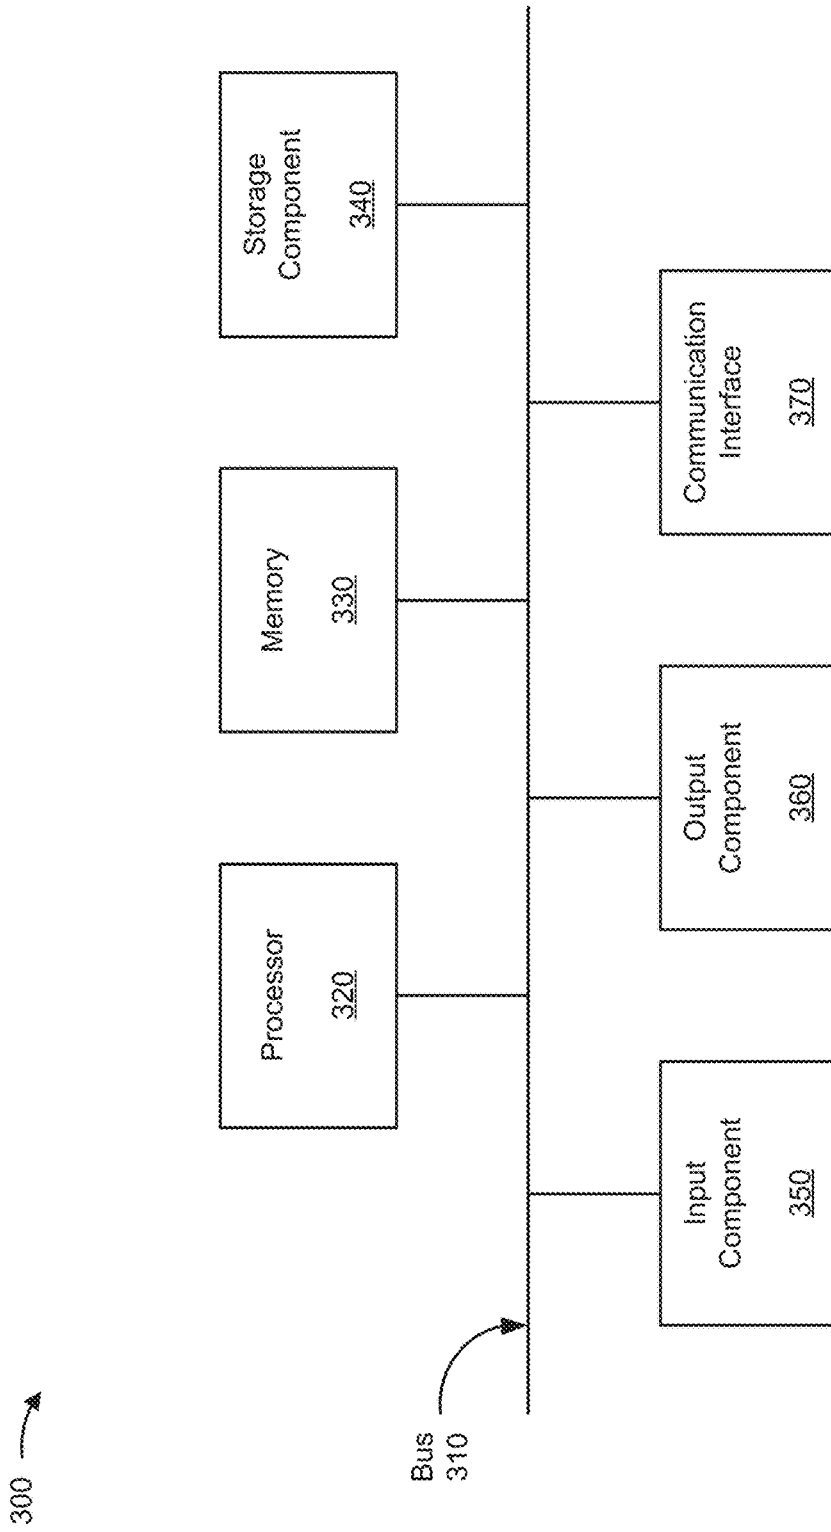 300
Processor
320
Memory
330
Storage
Component
340
Bus
310
Input
Component
350
Output
Component
360
Communication
Interface
370